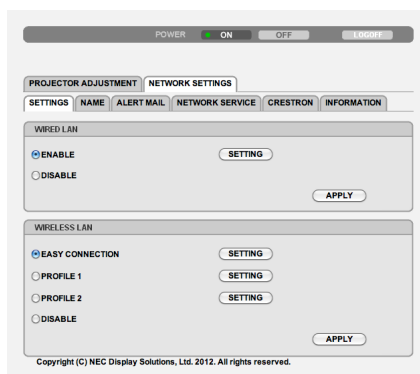 POWER ON OFF LOGOFF
PROJECTOR ADJUSTMENT NETWORK SETTINGS
SETTINGS NAME ALERT MAIL NETWORK SERVICE CRESTRON INFORMATION
WIRED LAN
ENABLE SETTING
DISABLE
APPLY
WIRELESS LAN
EASY CONNECTION SETTING
PROFILE 1 SETTING
PROFILE 2 SETTING
DISABLE
APPLY
Copyright (C) NEC Display Solutions, Ltd. 2012. All rights reserved.